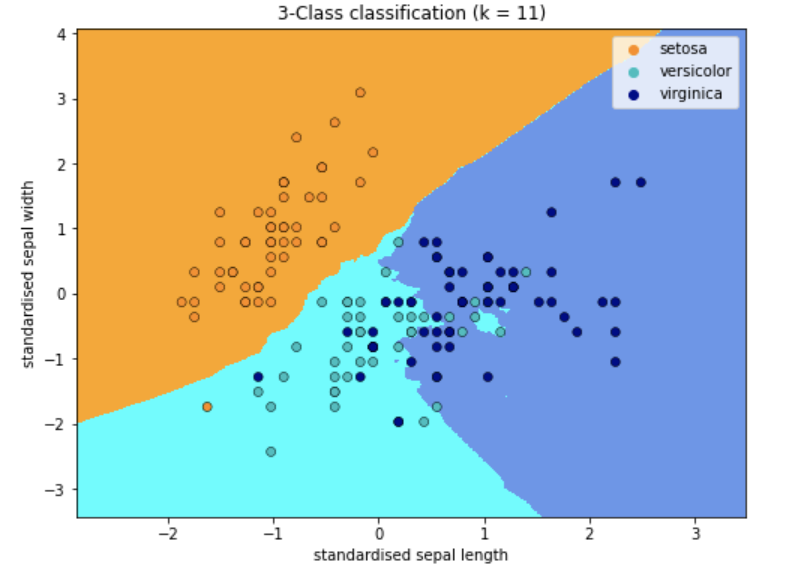 3-Class classification (k = 11)
setosa
versicolor
virginica
standardised sepal width
4
3
2
1
0
−1
−2
−3
−2
−1
0
1
2
3
standardised sepal length